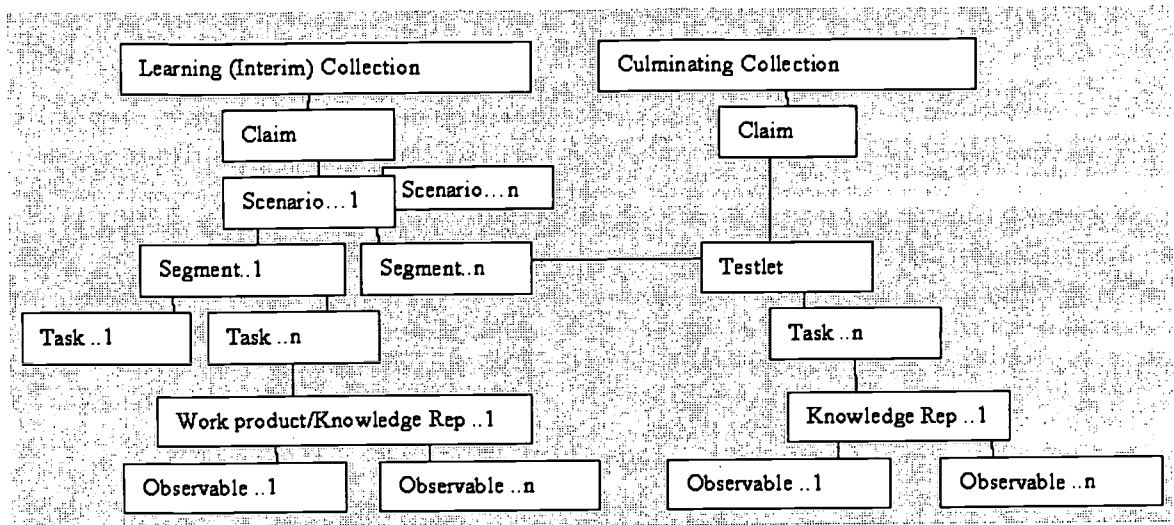 Learning (Interim) Collection
Culminating Collection
Claim
Claim
Scenario...1
Scenario...n
Segment..1
Segment..n
Testlet
Task ..1
Task ..n
Task ..n
Work product/Knowledge Rep ..1
Knowledge Rep ..1
Observable ..1
Observable ..n
Observable ..1
Observable ..n